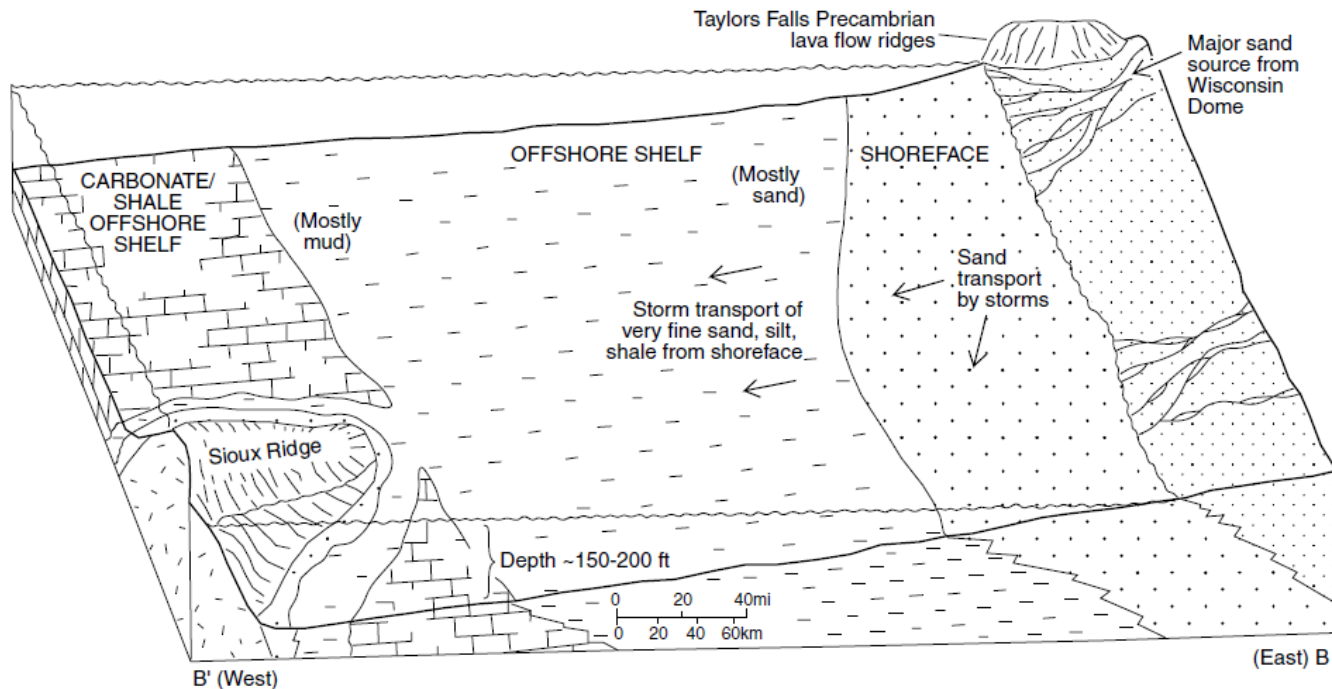 Taylors Falls Precambrian
lava flow ridges
Major sand
source from
Wisconsin
Dome
OFFSHORE SHELF
SHOREFACE
CARBONATE/
SHALE
OFFSHORE
SHELF
(Mostly
mud)
(Mostly
sand)
Sand
transport
by storms
Storm transport of
very fine sand, silt,
shale from shoreface
Sioux Ridge
Depth ~150-200 ft
0 20 40mi
0 20 40 60km
B' (West)
(East) B